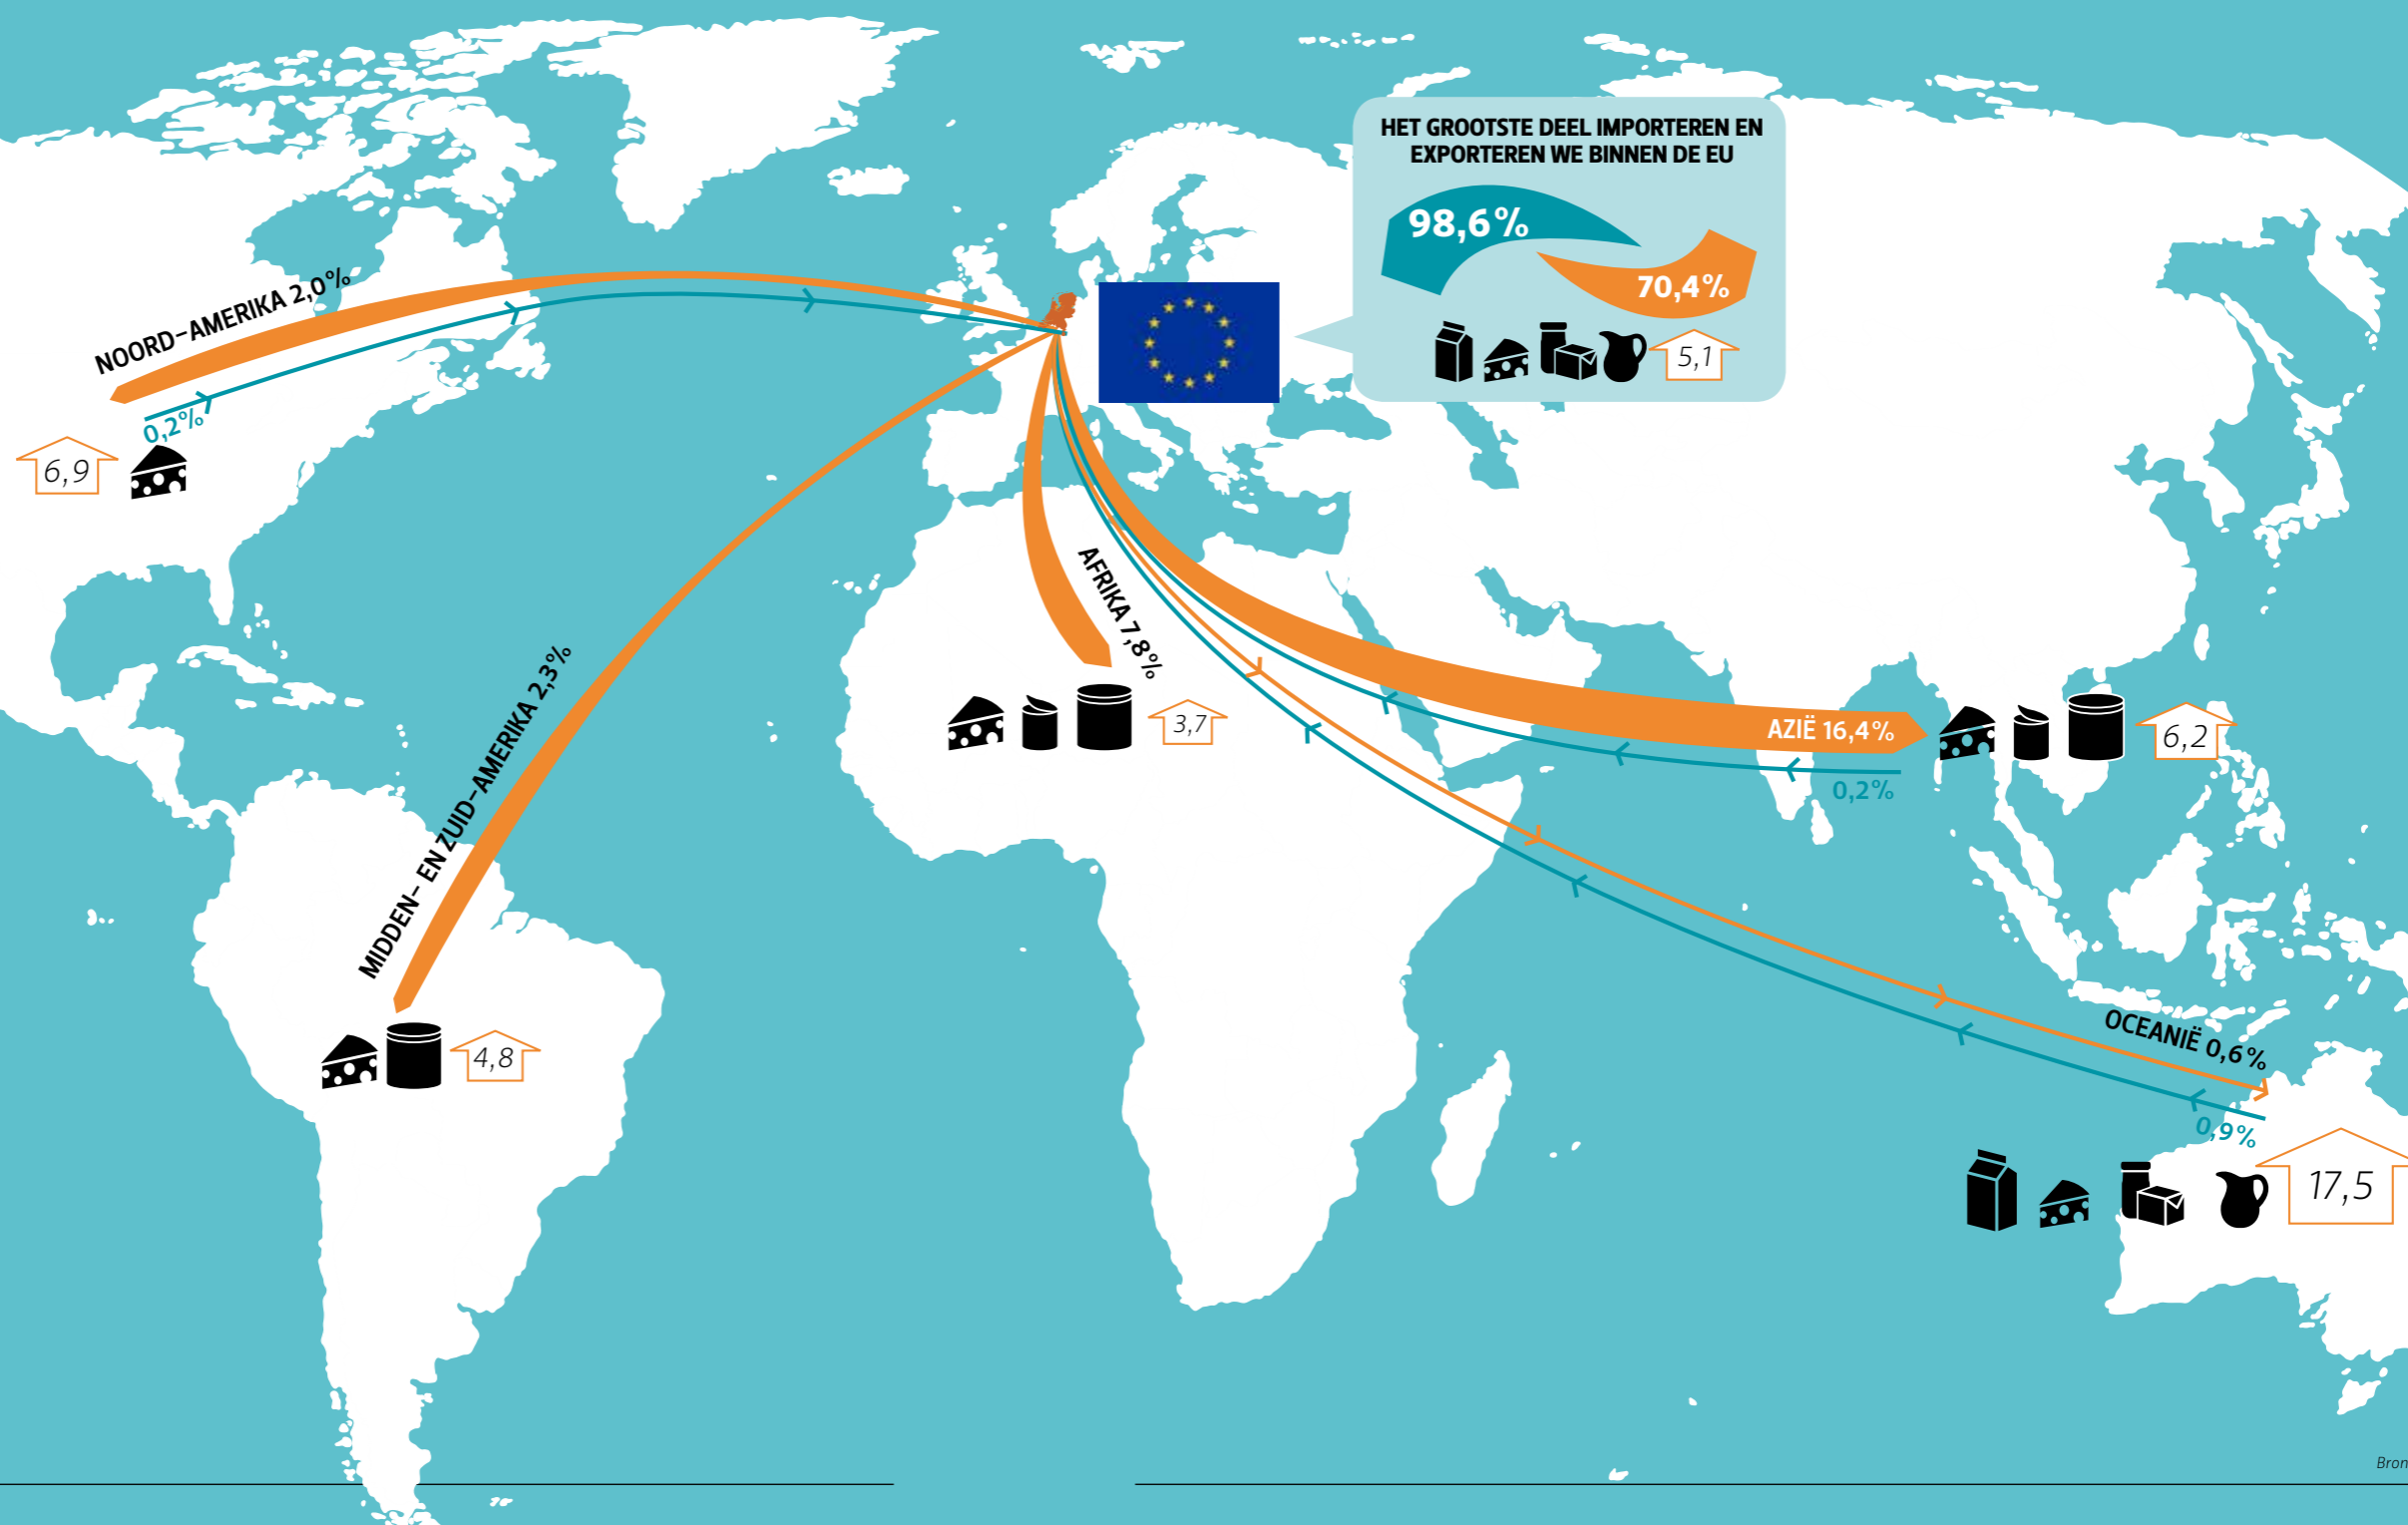 HET GROOTSTE DEEL IMPORTEREN EN
EXPORTEREN WE BINNEN DE EU
98,6%
70,4%
5,1
NOORD-AMERIKA 2,0%
0,2%
6,9
AFRIKA 7,8%
3,7
MIDDEN- EN ZUID-AMERIKA 2,3%
4,8
AZIË 16,4%
0,2%
6,2
OCEANIË 0,6%
0,9%
17,5
Bron